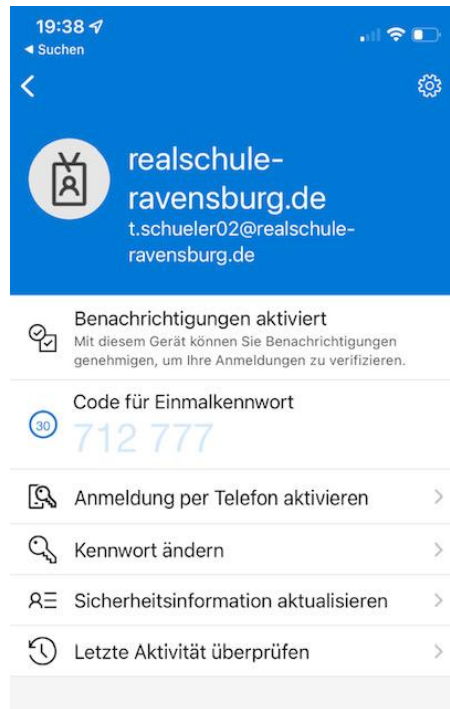 19:38
◀ Suchen
realschule-
ravensburg.de
t.schueler02@realschule-
ravensburg.de
Benachrichtigungen aktiviert
Mit diesem Gerät können Sie Benachrichtigungen
genehmigen, um Ihre Anmeldungen zu verifizieren.
Code für Einmalkennwort
30
712 777
Anmeldung per Telefon aktivieren
Kennwort ändern
Sicherheitsinformation aktualisieren
Letzte Aktivität überprüfen